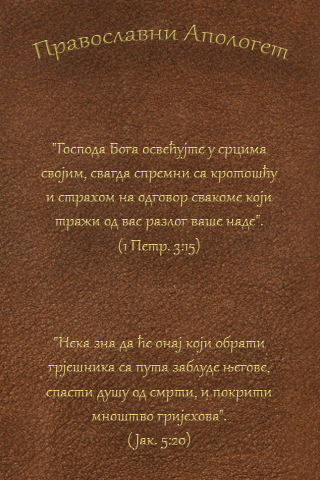 Православни Апологет
"Господа Бога освећујте у срцима
својим, свагда спремни са кротошћу
и страхом на одговор свакоме који
тражи од вас разлог ваше наде".
(1 Петр. 3:15)
"Нека зна да ће онај који обрати
грјешника са пута заблуде његове,
спасти душу од смрти, и покрити
мноштво гријехова".
(Јак. 5:20)